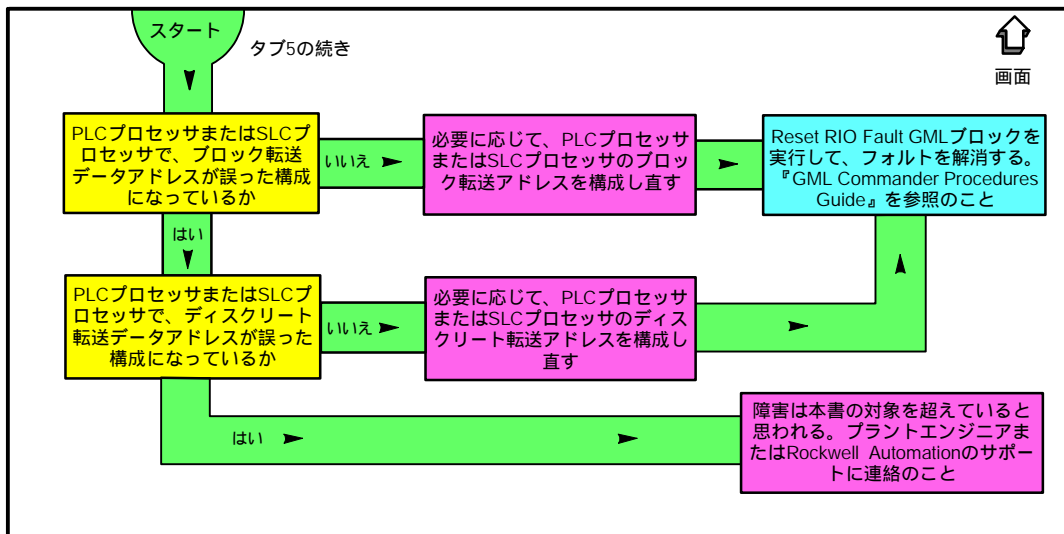 スタート
タブ5の続き
画面
PLCプロセッサまたはSLCプ
ロセッサで、ブロック転送
データアドレスが誤った構成
になっているか
いいえ
必要に応じて、PLCプロセッサ
またはSLCプロセッサのブロッ
ク転送アドレスを構成し直す
Reset RIO Fault GMLブロックを
実行して、フォルトを解消する。
『GML Commander Procedures
Guide』を参照のこと
はい
PLCプロセッサまたはSLCプ
ロセッサで、ディスクリート
転送データアドレスが誤った
構成になっているか
いいえ
必要に応じて、PLCプロセッサ
またはSLCプロセッサのディス
クリート転送アドレスを構成し
直す
はい
障害は本書の対象を超えていると
思われる。プラントエンジニアま
たはRockwell Automationのサポー
トに連絡のこと